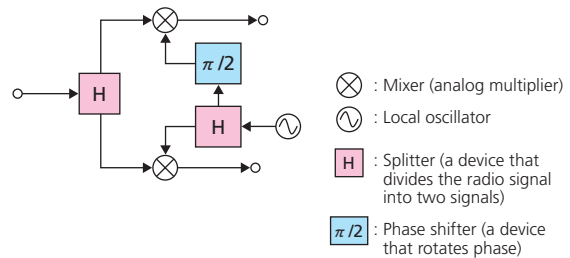 π /2
H
H
: Mixer (analog multiplier)
: Local oscillator
H : Splitter (a device that
divides the radio signal
into two signals)
π /2 : Phase shifter (a device
that rotates phase)